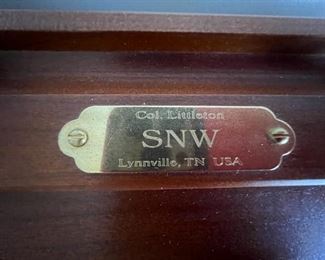 Col. Littleton
SNW
Lynnville, TN USA